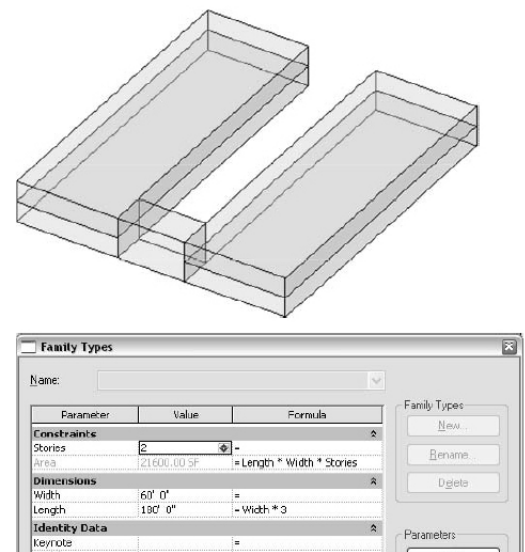 Family Types
Name:
Parameter Value Formula
Constraints
Stories 2 =
Area 21600.00 SF = Length * Width * Stories
Dimensions
Width 60' 0" =
Length 180' 0" = Width * 3
Identity Data
Keynote =
Family Types
New...
Rename...
Delete
Parameters